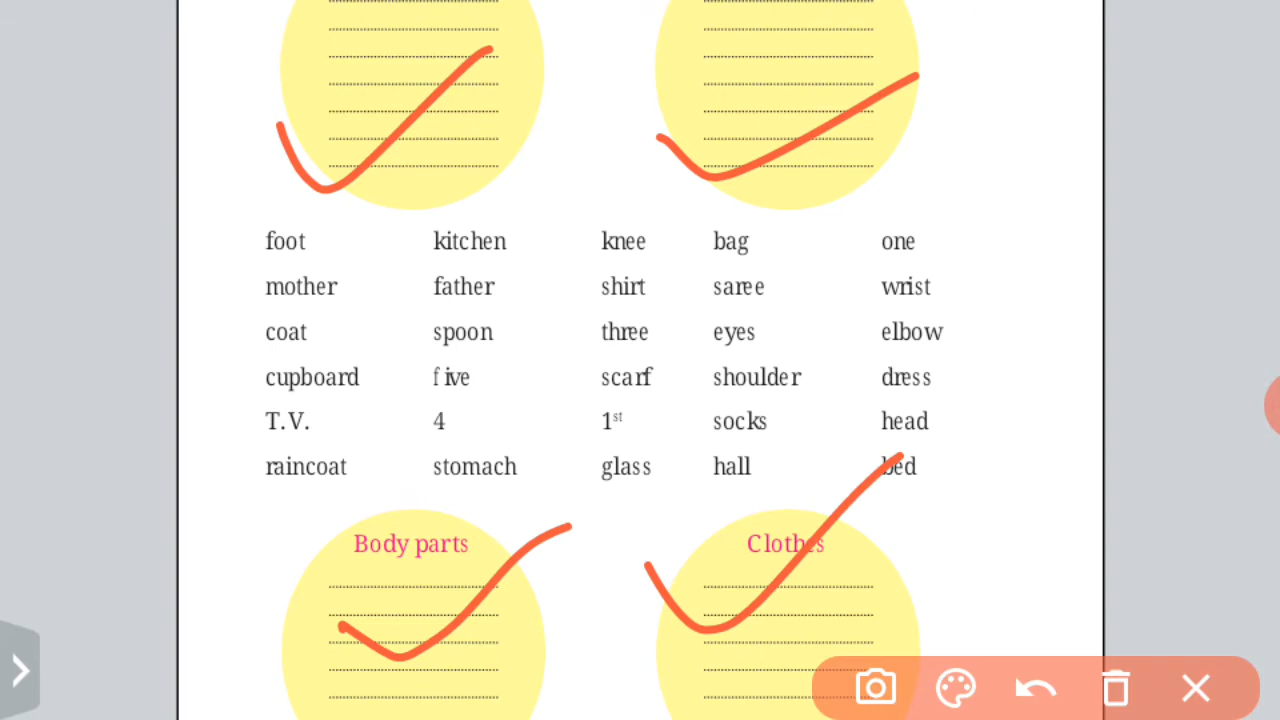 foot kitchen knee bag one
mother father shirt saree wrist
coat spoon three eyes elbow
cupboard five scarf shoulder dress
T.V. 4 1st socks head
raincoat stomach glass hall bed
Body parts Clothes